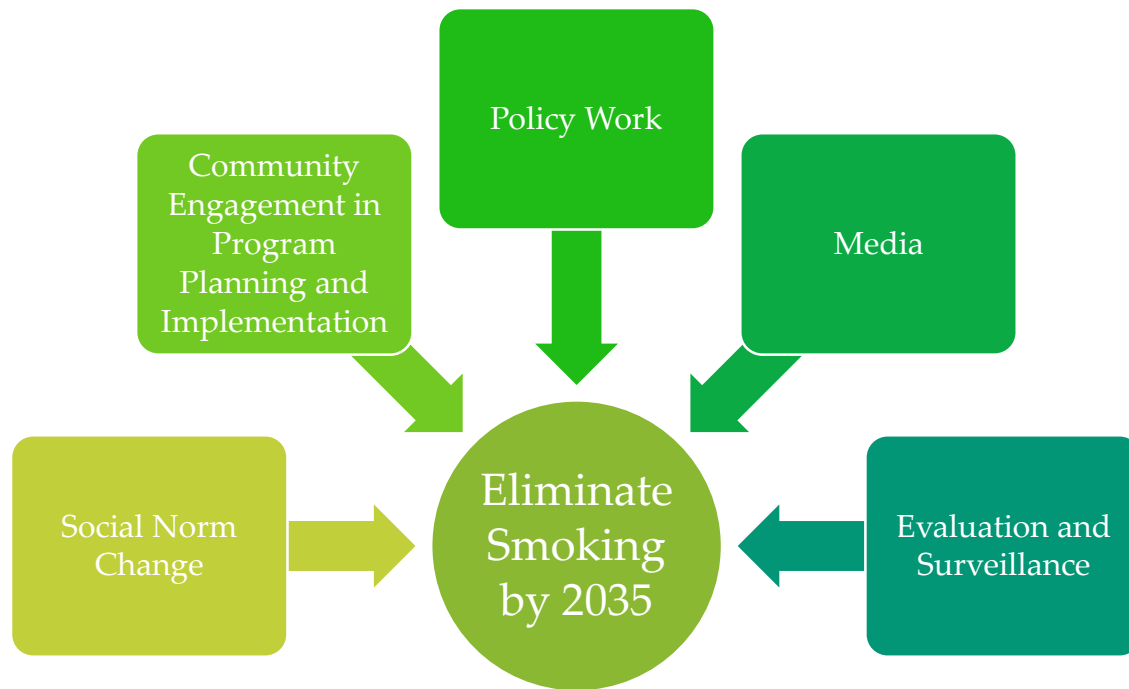 Policy Work
Community
Engagement in
Program
Planning and
Implementation
Media
Social Norm
Change
Eliminate
Smoking
by 2035
Evaluation and
Surveillance